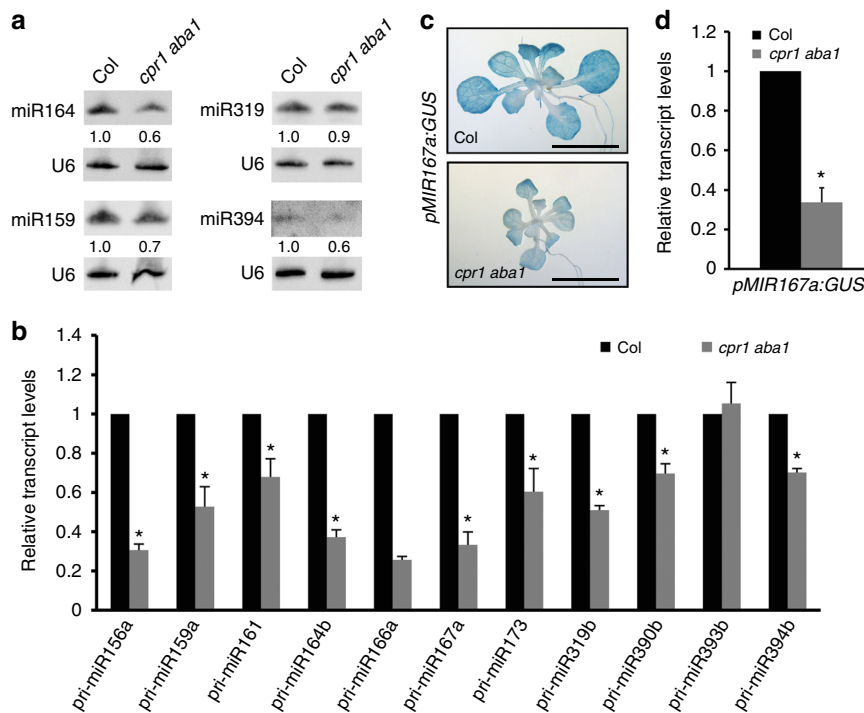 a
Col
cpr1 aba1
Col
cpr1 aba1
miR164
miR319
1.0 0.6
1.0 0.9
U6
U6
miR159
miR394
1.0 0.7
1.0 0.6
U6
U6
c
pMIR167a:GUS
Col
cpr1 aba1
d
Relative transcript levels
1.2
1
0.8
0.6
0.4
0.2
0
Col
cpr1 aba1
*
pMIR167a:GUS
b
Relative transcript levels
1.4
1.2
1
0.8
0.6
0.4
0.2
0
Col
cpr1 aba1
* * * * * * * * *
pri-miR156a
pri-miR159a
pri-miR161
pri-miR164b
pri-miR166a
pri-miR167a
pri-miR173
pri-miR319b
pri-miR390b
pri-miR393b
pri-miR394b